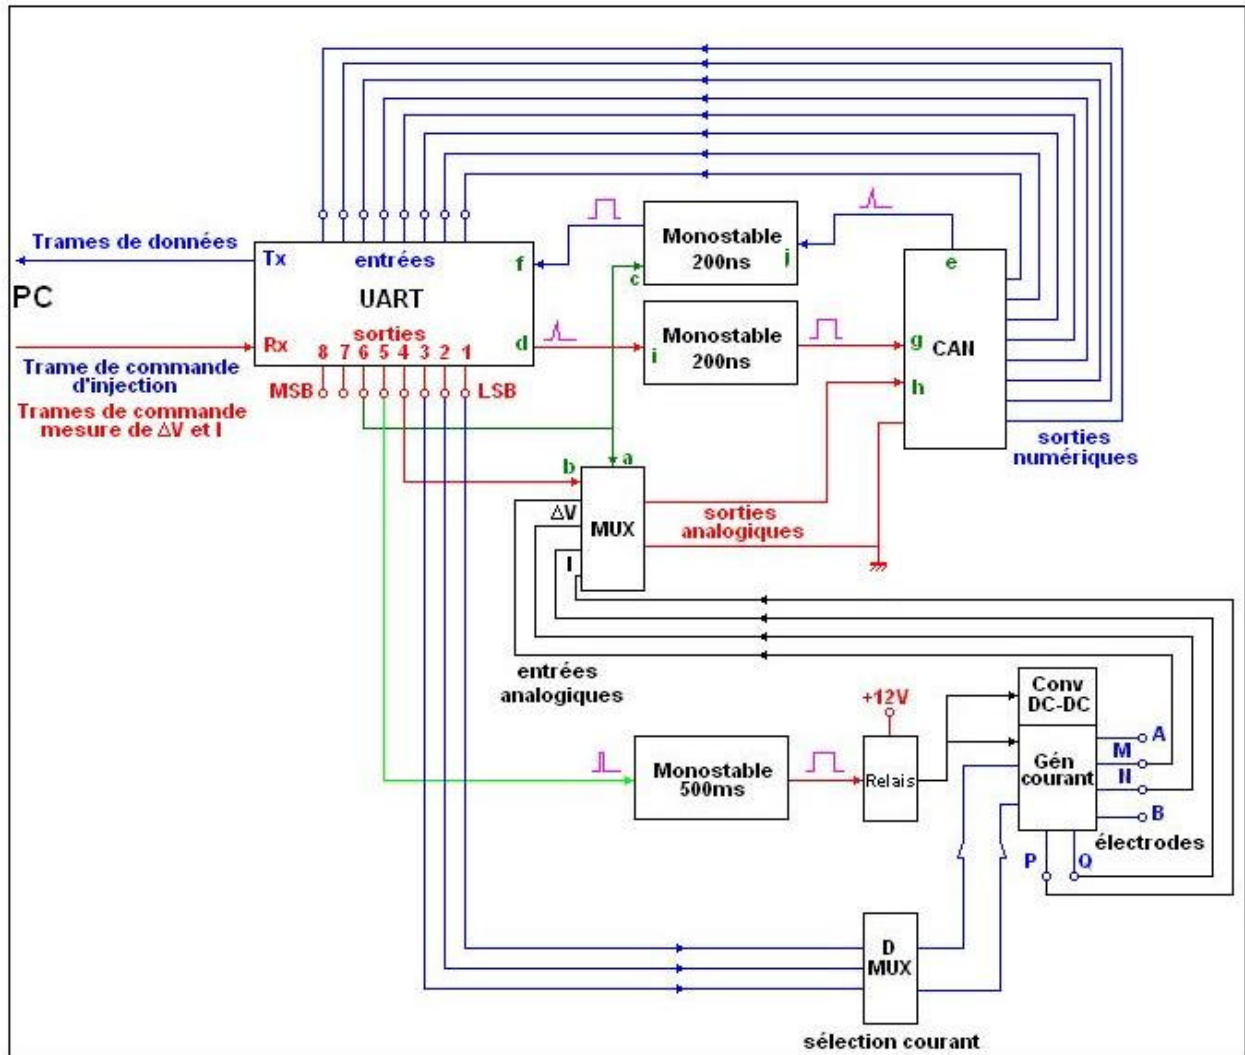 Trames de données
PC
Trame de commande
d'injection
Trames de commande
mesure de ΔV et I
Tx
entrées
f
UART
sorties
Rx
8 7 6 5 4 3 2 1
d
MSB
LSB
Monostable
200ns
j
c
Monostable
200ns
i
e
g
CAN
h
sorties
numériques
a
b
ΔV
MUX
I
sorties
analogiques
entrées
analogiques
+12V
Monostable
500ms
Relais
Conv
DC-DC
Gén
courant
A
M
N
B
électrodes
P
Q
D
MUX
sélection courant